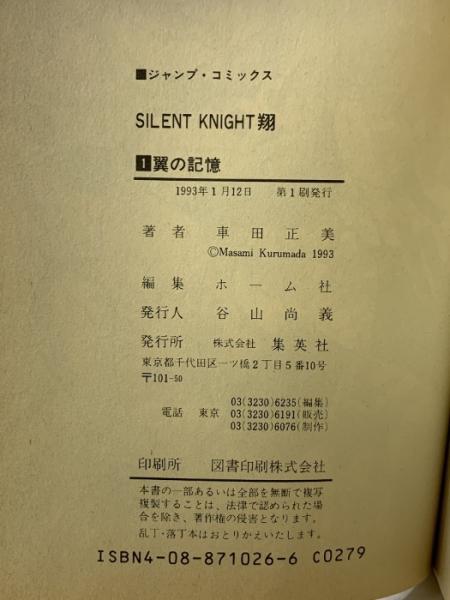 ■ジャンプ・コミックス
SILENT KNIGHT翔
1翼の記憶
1993年1月12日 第1刷発行
著者 車田正美
©Masami Kurumada 1993
編集 ホーム社
発行人 谷山尚義
発行所 株式会社 集英社
東京都千代田区一ツ橋2丁目5番10号
〒101-50
03(3230)6235(編集)
電話 東京 03(3230)6191(販売)
03(3230)6076(制作)
印刷所 図書印刷株式会社
本書の一部あるいは全部を無断で複写
複製することは、法律で認められた場
合を除き、著作権の侵害となります。
乱丁・落丁本はおとりかえいたします。
ISBN4-08-871026-6 C0279